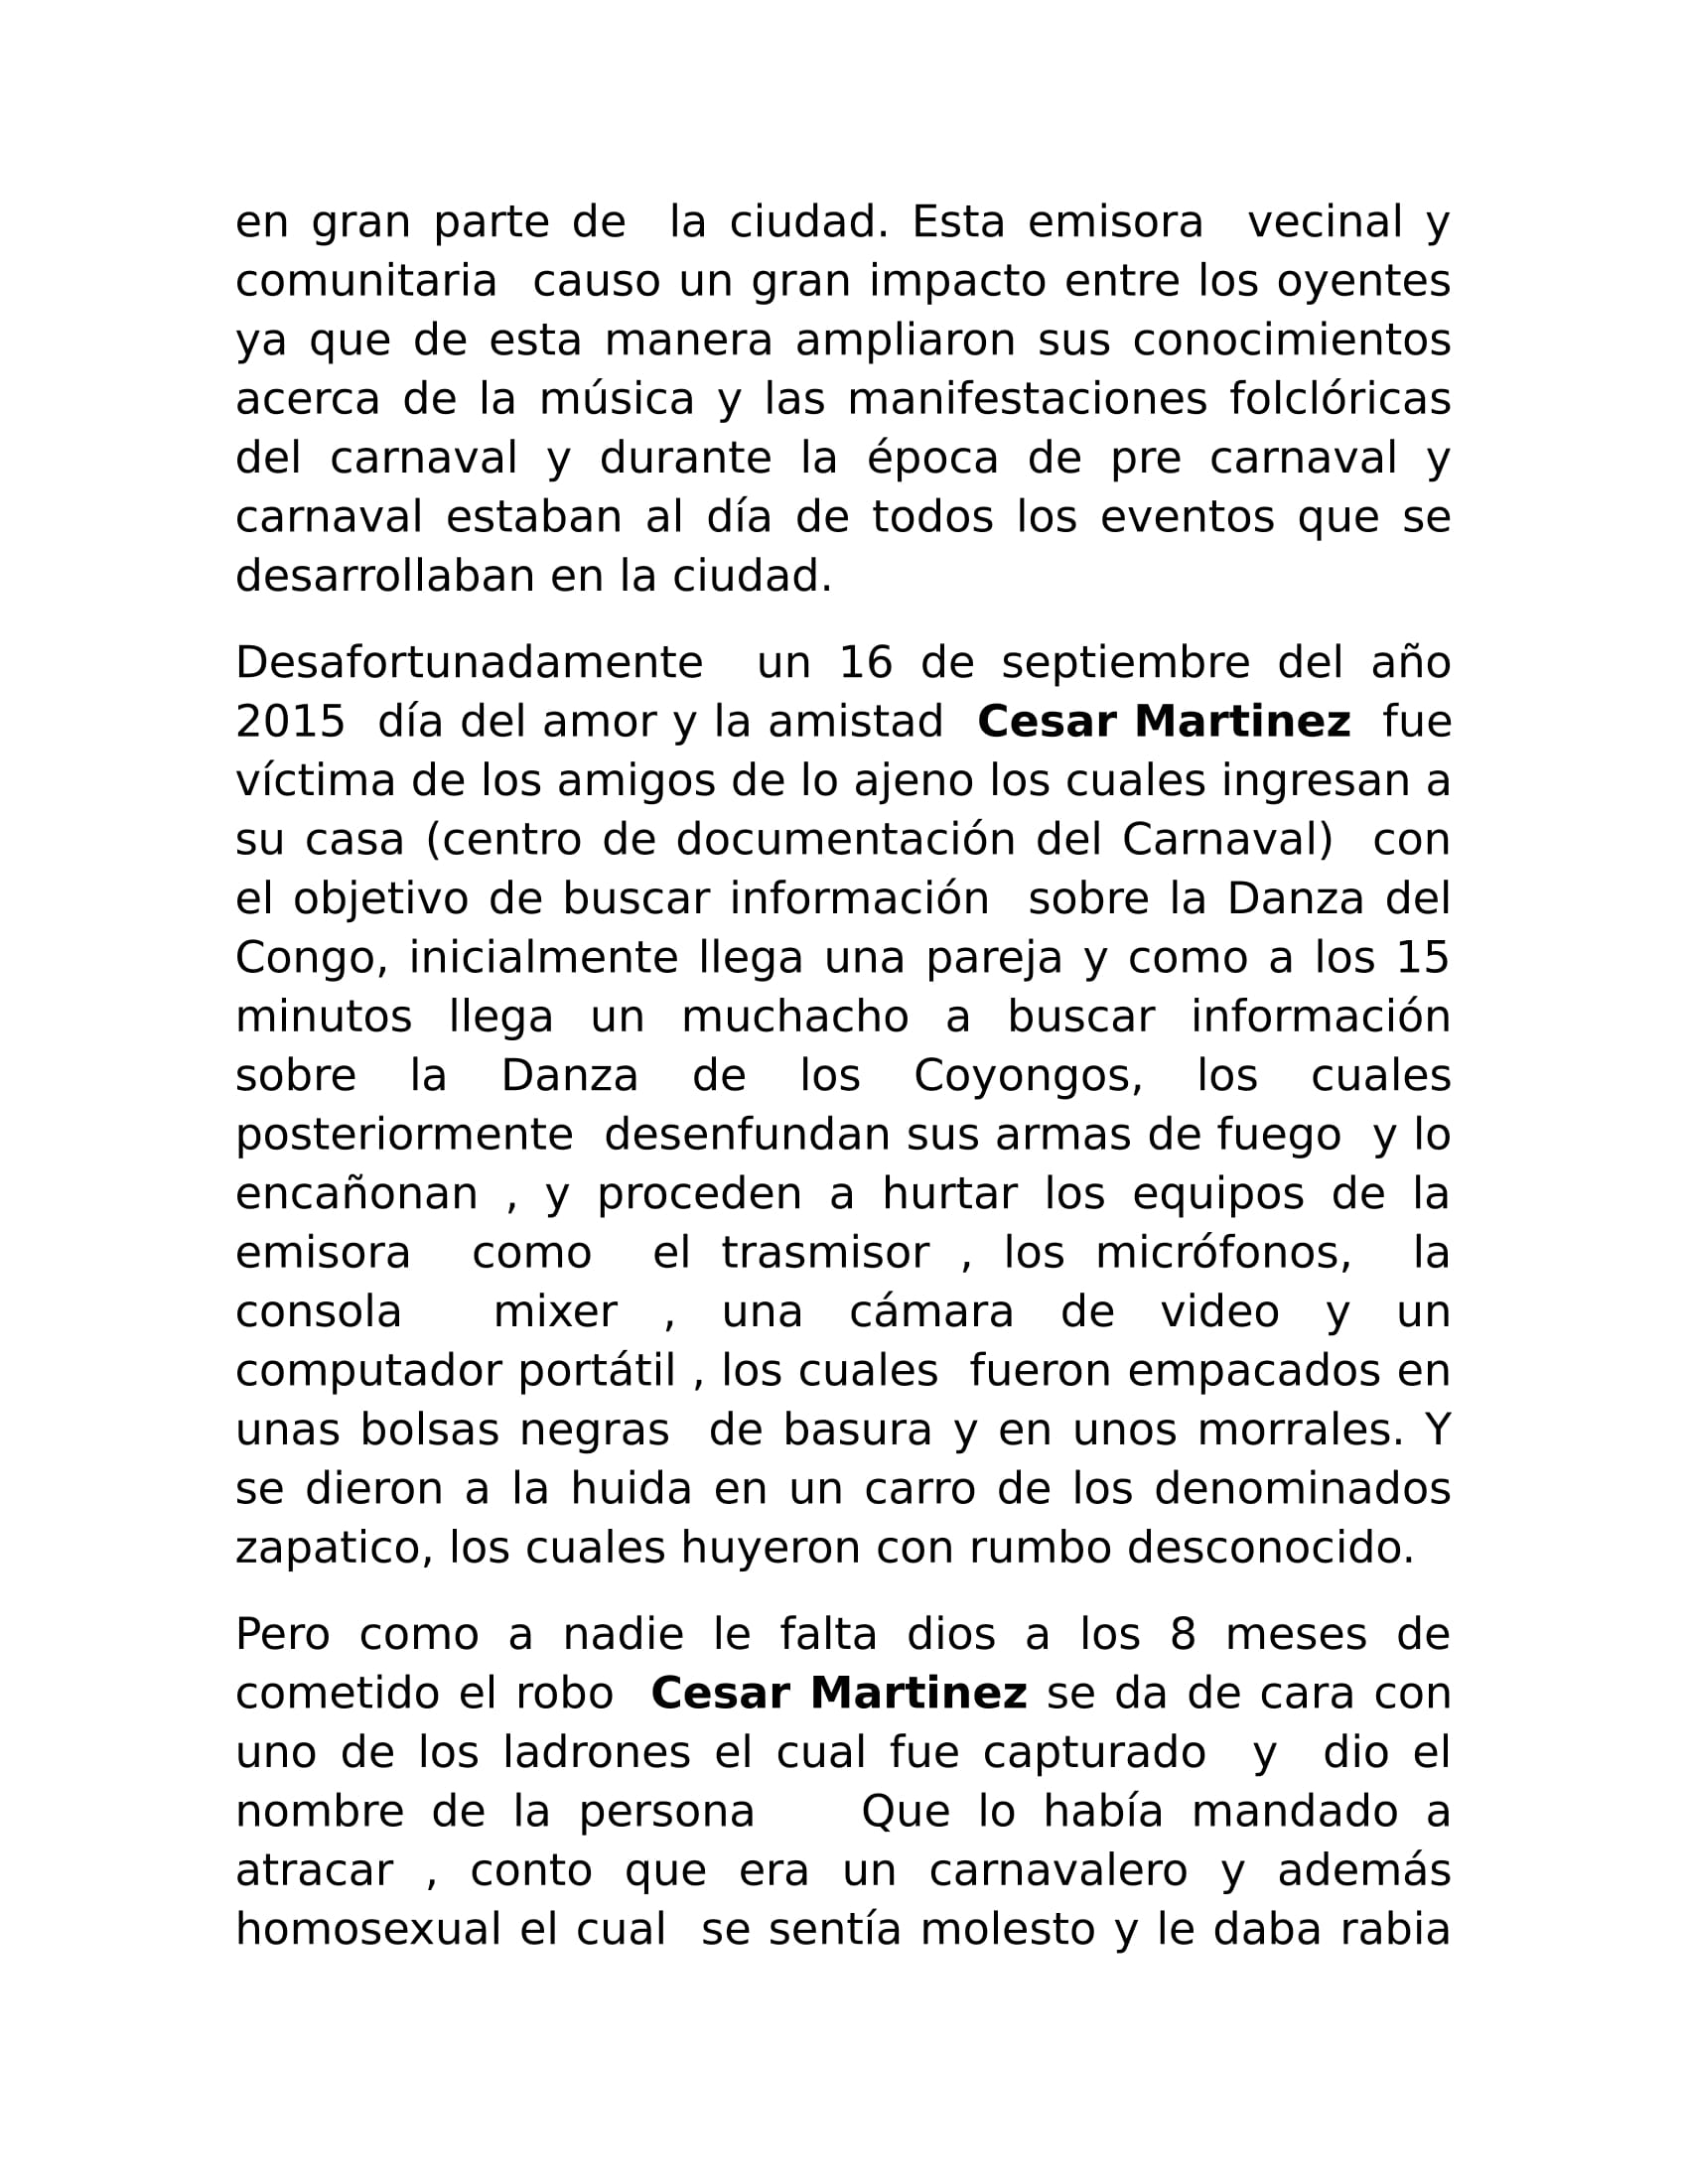 en gran parte de la ciudad. Esta emisora vecinal y
comunitaria causo un gran impacto entre los oyentes
ya que de esta manera ampliaron sus conocimientos
acerca de la música y las manifestaciones folclóricas
del carnaval y durante la época de pre carnaval y
carnaval estaban al día de todos los eventos que se
desarrollaban en la ciudad.
Desafortunadamente un 16 de septiembre del año
2015 día del amor y la amistad Cesar Martinez fue
víctima de los amigos de lo ajeno los cuales ingresan a
su casa (centro de documentación del Carnaval) con
el objetivo de buscar información sobre la Danza del
Congo, inicialmente llega una pareja y como a los 15
minutos llega un muchacho a buscar información
sobre la Danza de los Coyongos, los cuales
posteriormente desenfundan sus armas de fuego y lo
encañonan , y proceden a hurtar los equipos de la
emisora como el trasmisor , los micrófonos, la
consola mixer , una cámara de video y un
computador portátil , los cuales fueron empacados en
unas bolsas negras de basura y en unos morrales. Y
se dieron a la huida en un carro de los denominados
zapatico, los cuales huyeron con rumbo desconocido.
Pero como a nadie le falta dios a los 8 meses de
cometido el robo Cesar Martinez se da de cara con
uno de los ladrones el cual fue capturado y dio el
nombre de la persona Que lo había mandado a
atracar , conto que era un carnavalero y además
homosexual el cual se sentía molesto y le daba rabia